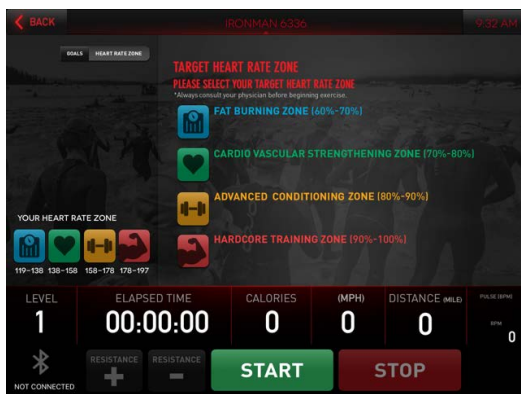 BACK
IRONMAN 6336
9:32 AM
GOALS
HEART RATE ZONE
TARGET HEART RATE ZONE
PLEASE SELECT YOUR TARGET HEART RATE ZONE
*Always consult your physician before beginning exercise.
FAT BURNING ZONE (60%-70%)
CARDIO VASCULAR STRENGTHENING ZONE (70%-80%)
ADVANCED CONDITIONING ZONE (80%-90%)
HARDCORE TRAINING ZONE (90%-100%)
YOUR HEART RATE ZONE
119-138 138-158 158-178 178-197
LEVEL
1
ELAPSED TIME
00:00:00
CALORIES
0
(MPH)
0
DISTANCE (MILE)
0
PULSE (BPM)
BPM
0
NOT CONNECTED
RESISTANCE
+
RESISTANCE
-
START
STOP